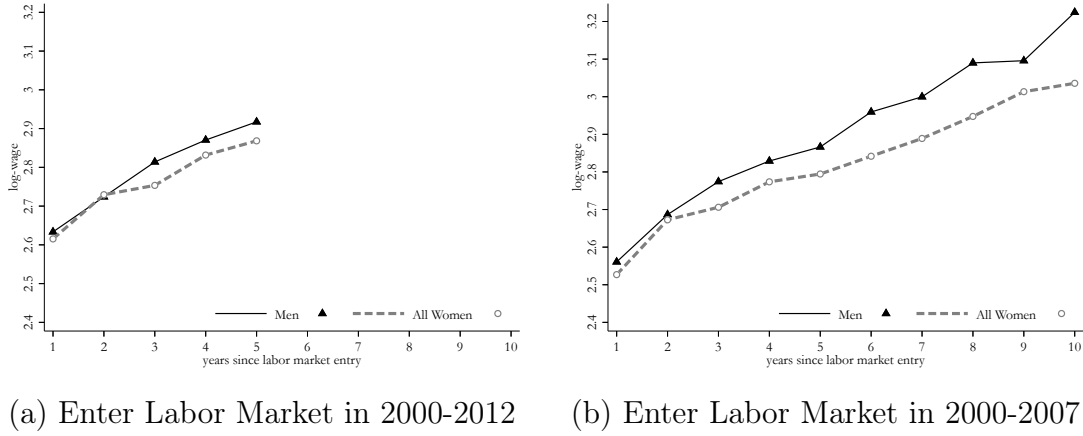 3.2
3.1
3
2.9
2.8
2.7
2.6
2.5
2.4
log-wage
Men
All Women
1 2 3 4 5 6 7 8 9 10
years since labor market entry
(a) Enter Labor Market in 2000-2012
3.2
3.1
3
2.9
2.8
2.7
2.6
2.5
2.4
log-wage
Men
All Women
1 2 3 4 5 6 7 8 9 10
years since labor market entry
(b) Enter Labor Market in 2000-2007